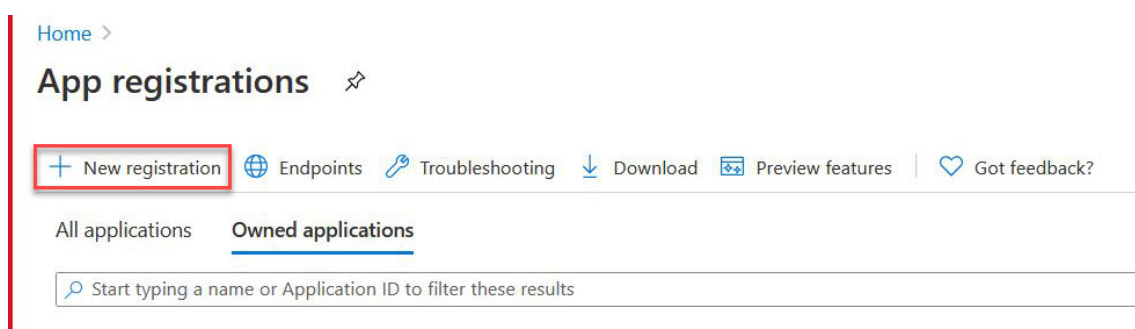 Home >
App registrations
+ New registration Endpoints Troubleshooting Download Preview features Got feedback?
All applications Owned applications
Start typing a name or Application ID to filter these results